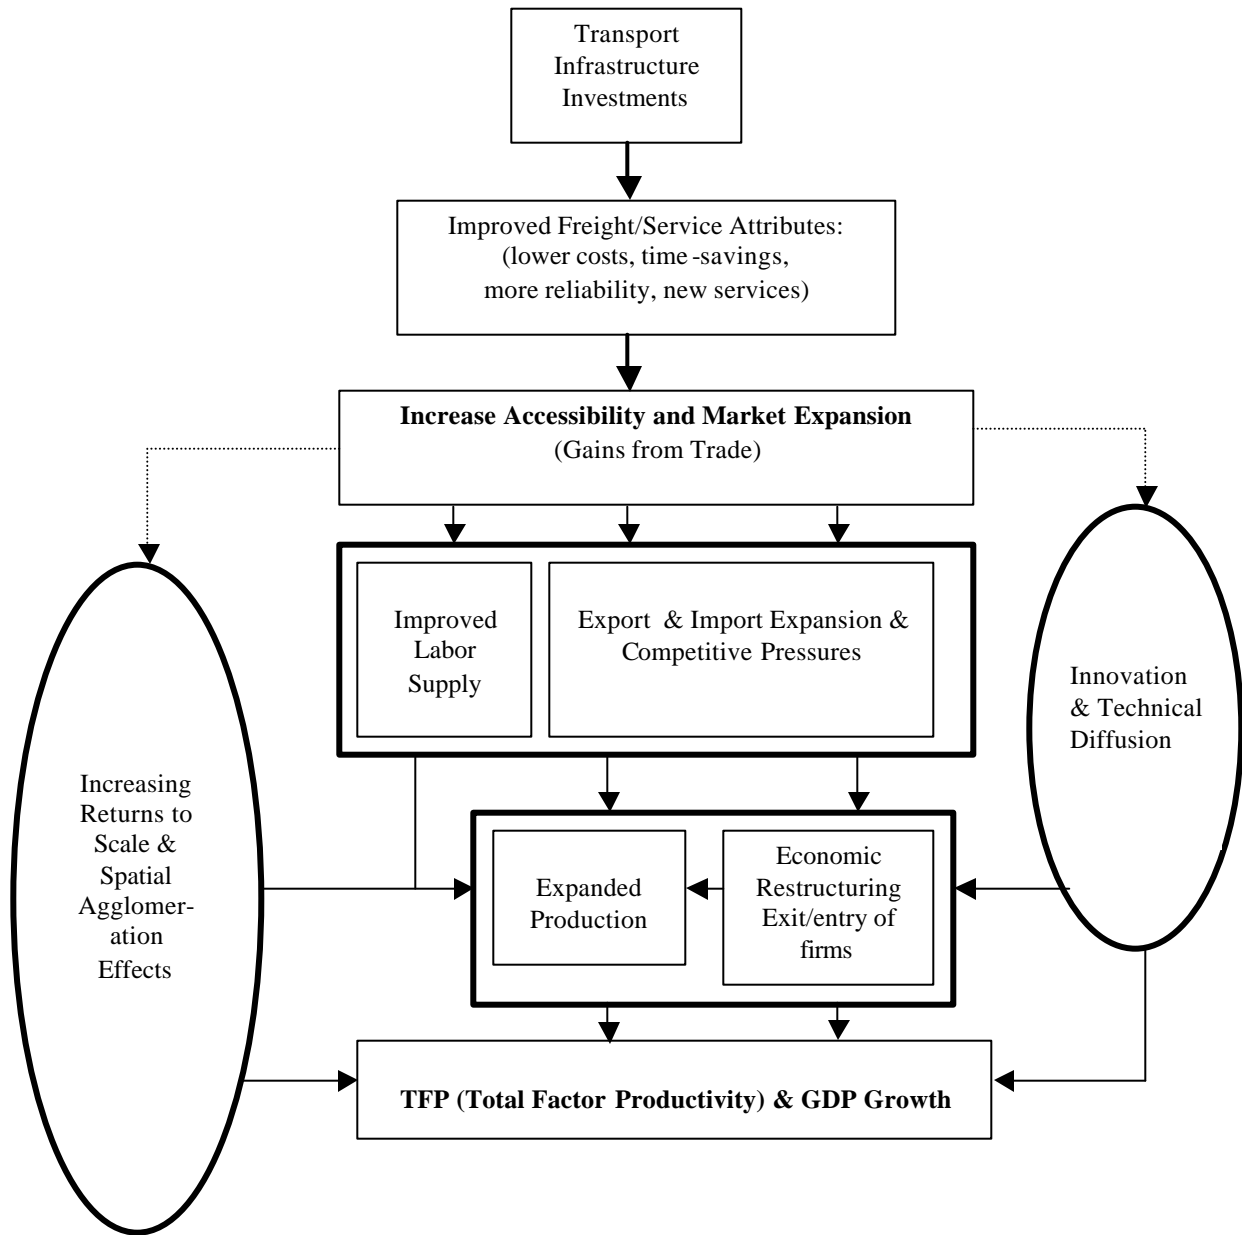 Transport
Infrastructure
Investments
Improved Freight/Service Attributes:
(lower costs, time-savings,
more reliability, new services)
Increase Accessibility and Market Expansion
(Gains from Trade)
Improved
Labor
Supply
Export & Import Expansion &
Competitive Pressures
Innovation
& Technical
Diffusion
Increasing
Returns to
Scale &
Spatial
Agglomer-
ation
Effects
Expanded
Production
Economic
Restructuring
Exit/entry of
firms
TFP (Total Factor Productivity) & GDP Growth